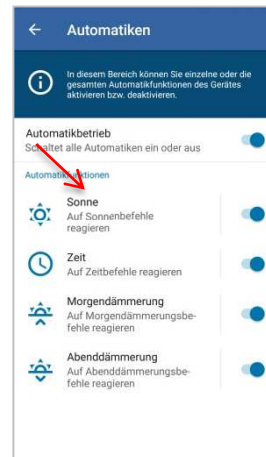 Automatiken
In diesem Bereich können Sie einzelne oder die
gesamten Automatikfunktionen des Gerätes
aktivieren bzw. deaktivieren.
Automatikbetrieb
Schaltet alle Automatiken ein oder aus
Automatikfunktionen
Sonne
Auf Sonnenbefehle
reagieren
Zeit
Auf Zeitbefehle reagieren
Morgendämmerung
Auf Morgendämmerungsbe-
fehle reagieren
Abenddämmerung
Auf Abenddämmerungsbe-
fehle reagieren